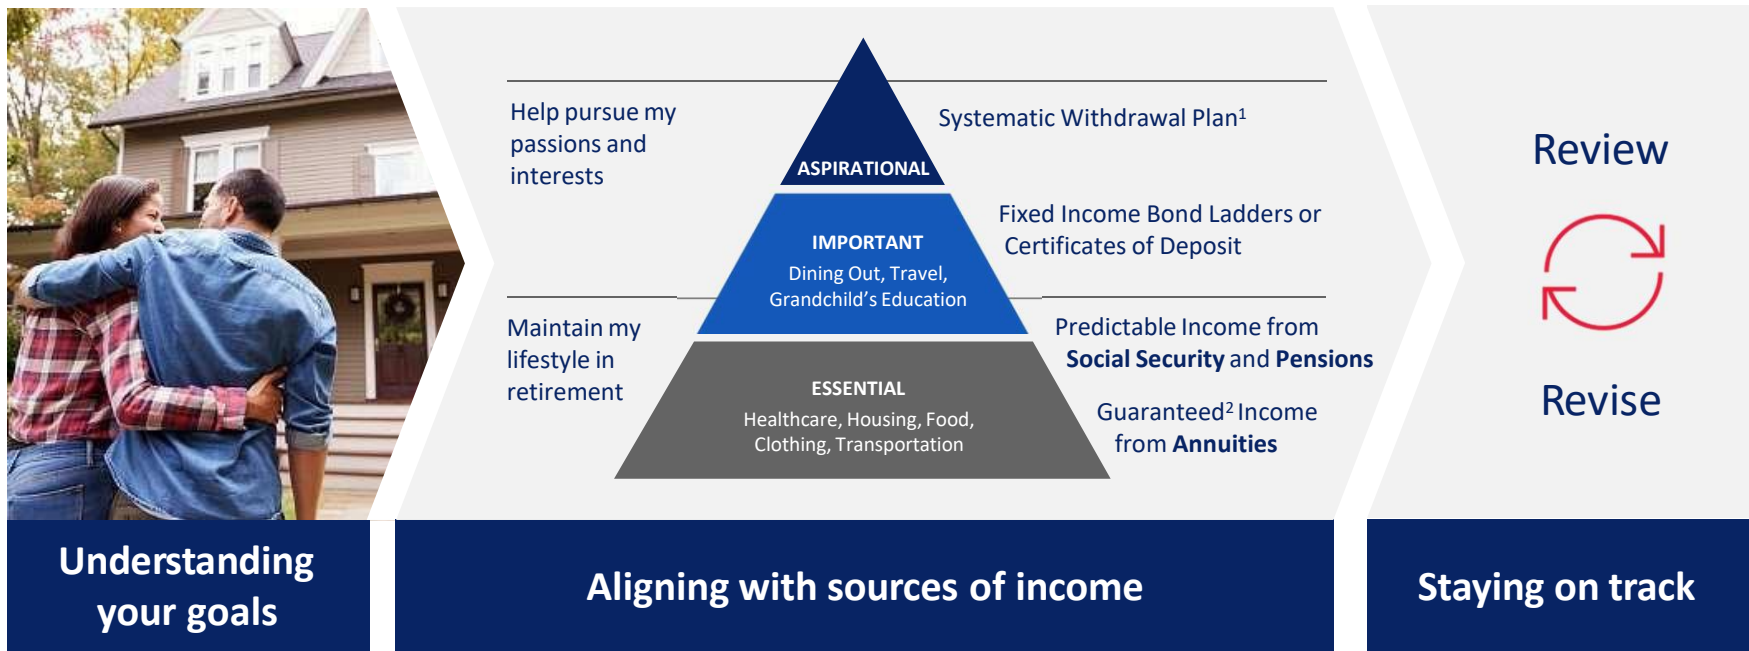 Help pursue my
passions and
interests
Maintain my
lifestyle in
retirement
ASPIRATIONAL
IMPORTANT
Dining Out, Travel,
Grandchild’s Education
ESSENTIAL
Healthcare, Housing, Food,
Clothing, Transportation
Systematic Withdrawal Plan¹
Fixed Income Bond Ladders or
Certificates of Deposit
Predictable Income from
Social Security and Pensions
Guaranteed² Income
from Annuities
Review
Revise
Understanding
your goals
Aligning with sources of income
Staying on track